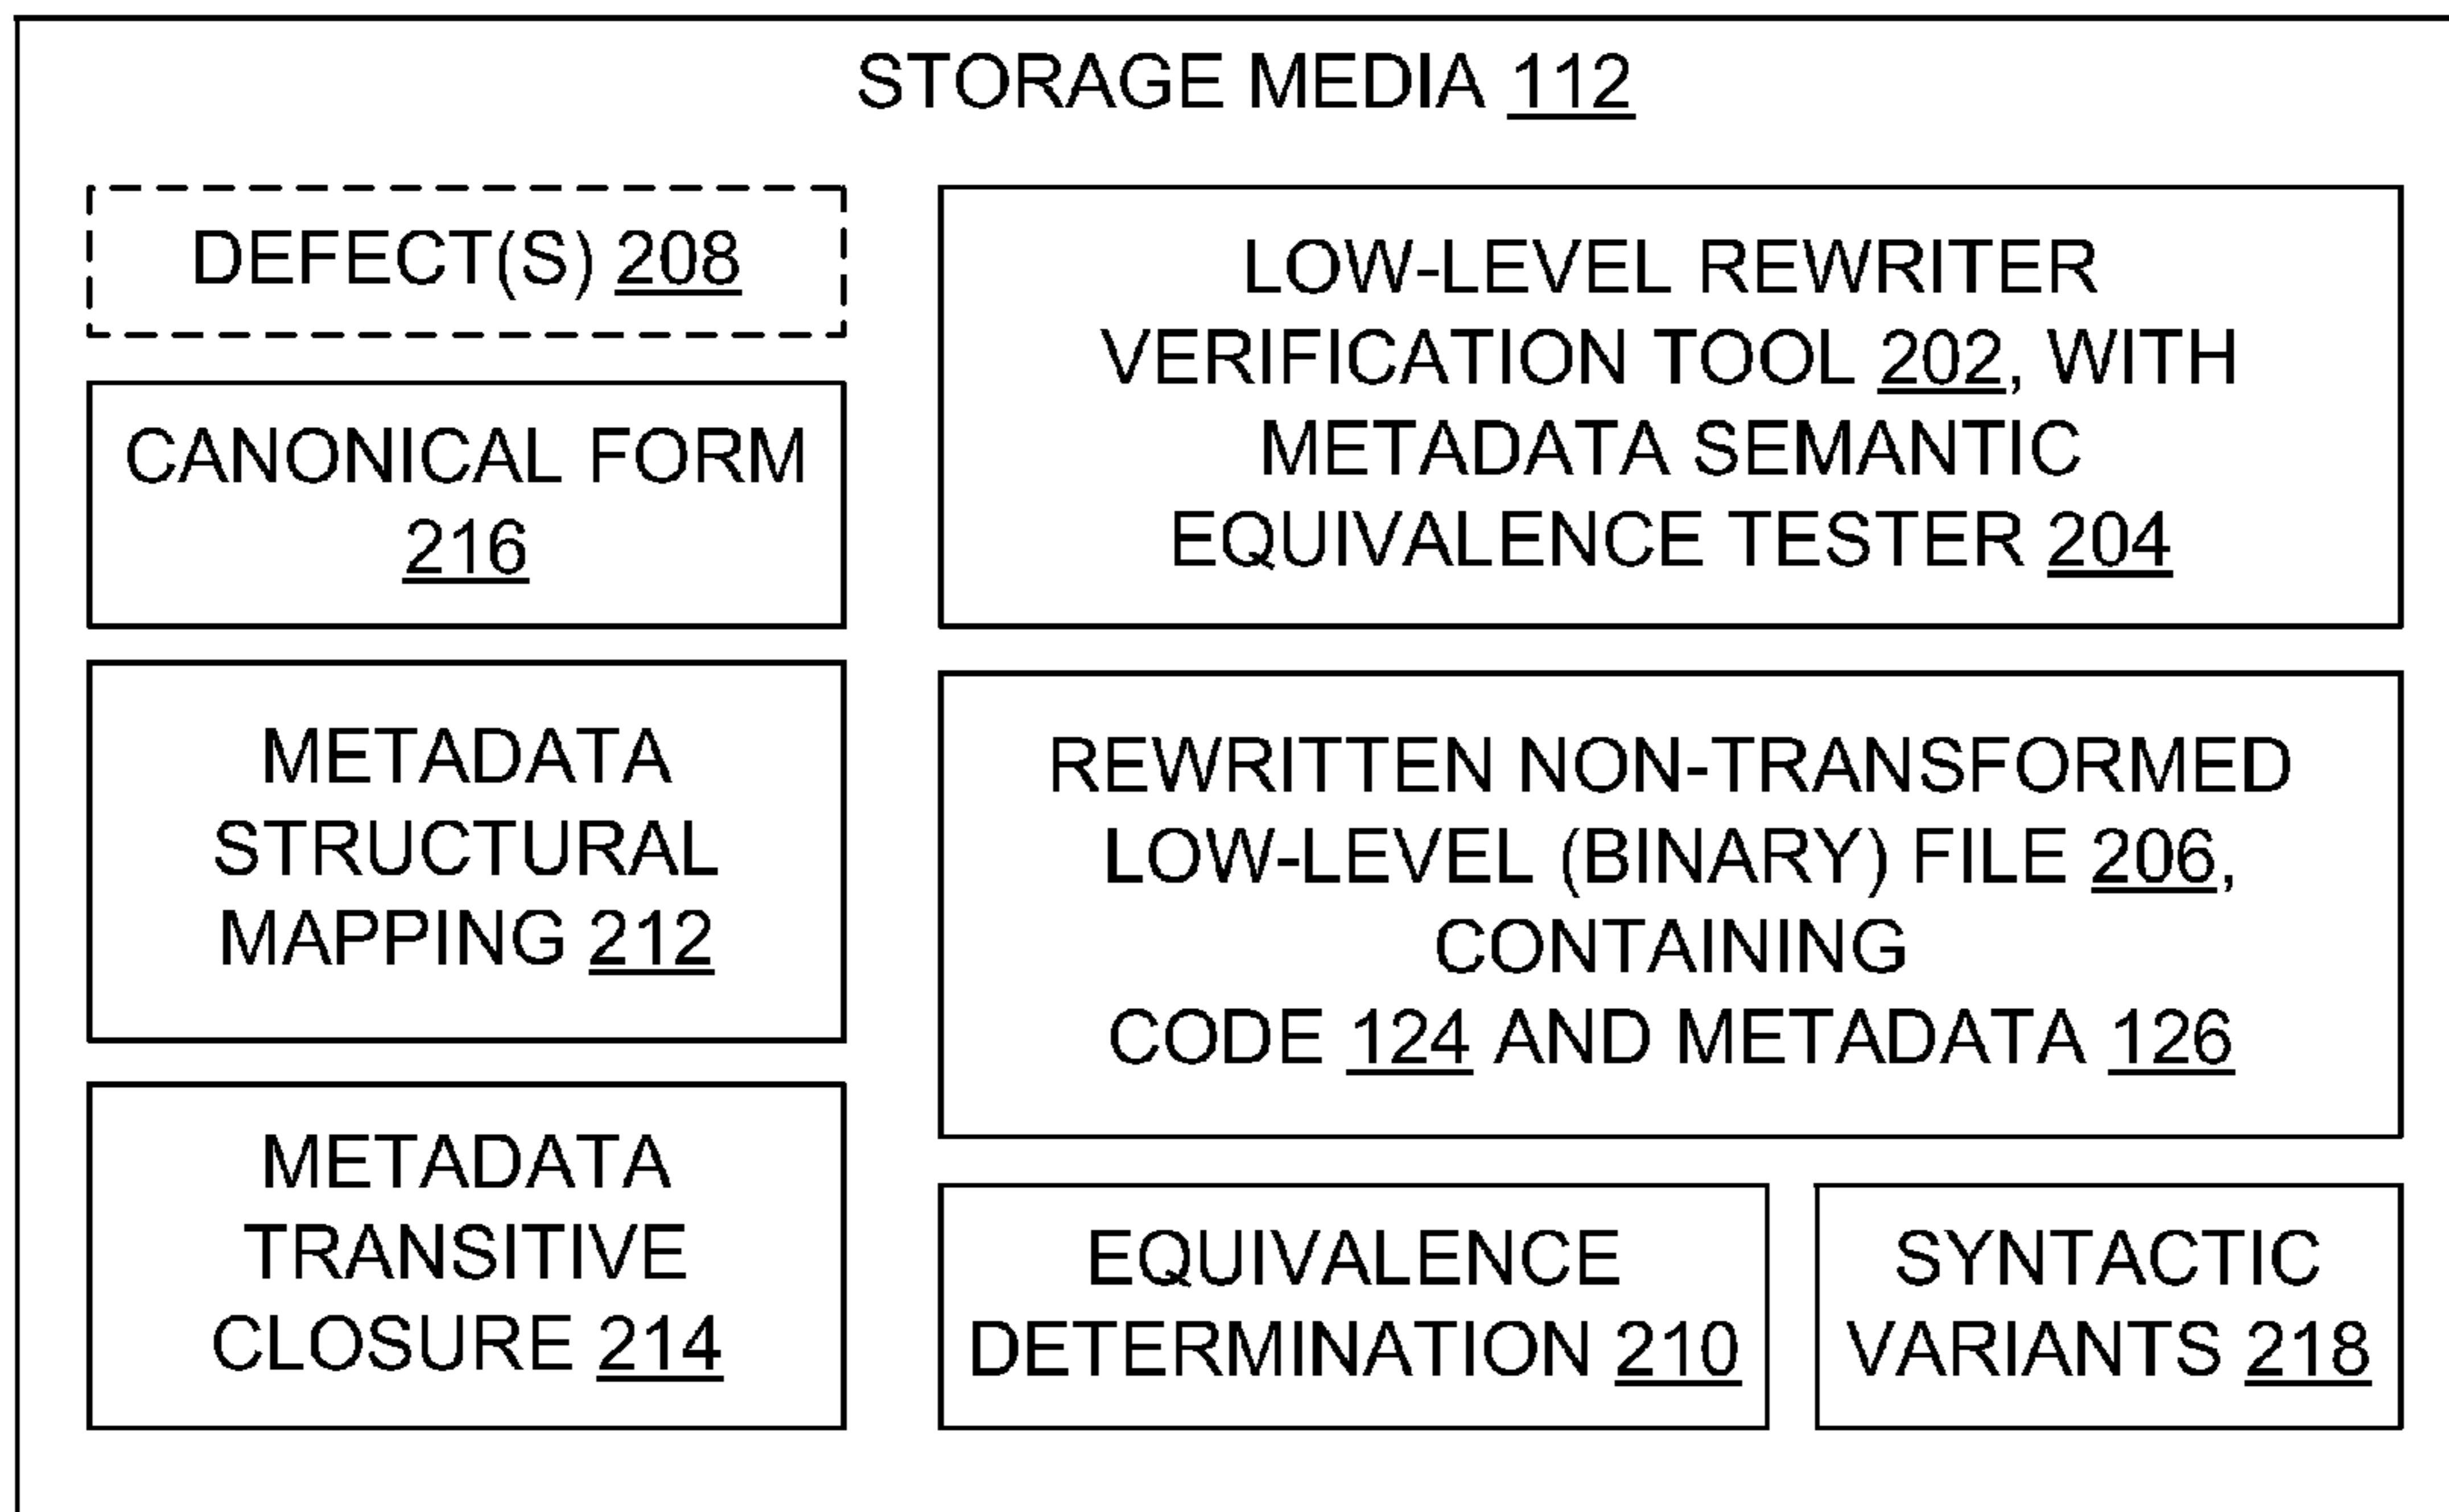 STORAGE MEDIA 112
DEFECT(S) 208
CANONICAL FORM
216
METADATA
STRUCTURAL
MAPPING 212
METADATA
TRANSITIVE
CLOSURE 214
LOW-LEVEL REWRITER
VERIFICATION TOOL 202, WITH
METADATA SEMANTIC
EQUIVALENCE TESTER 204
REWRITTEN NON-TRANSFORMED
LOW-LEVEL (BINARY) FILE 206,
CONTAINING
CODE 124 AND METADATA 126
EQUIVALENCE
DETERMINATION 210
SYNTACTIC
VARIANTS 218